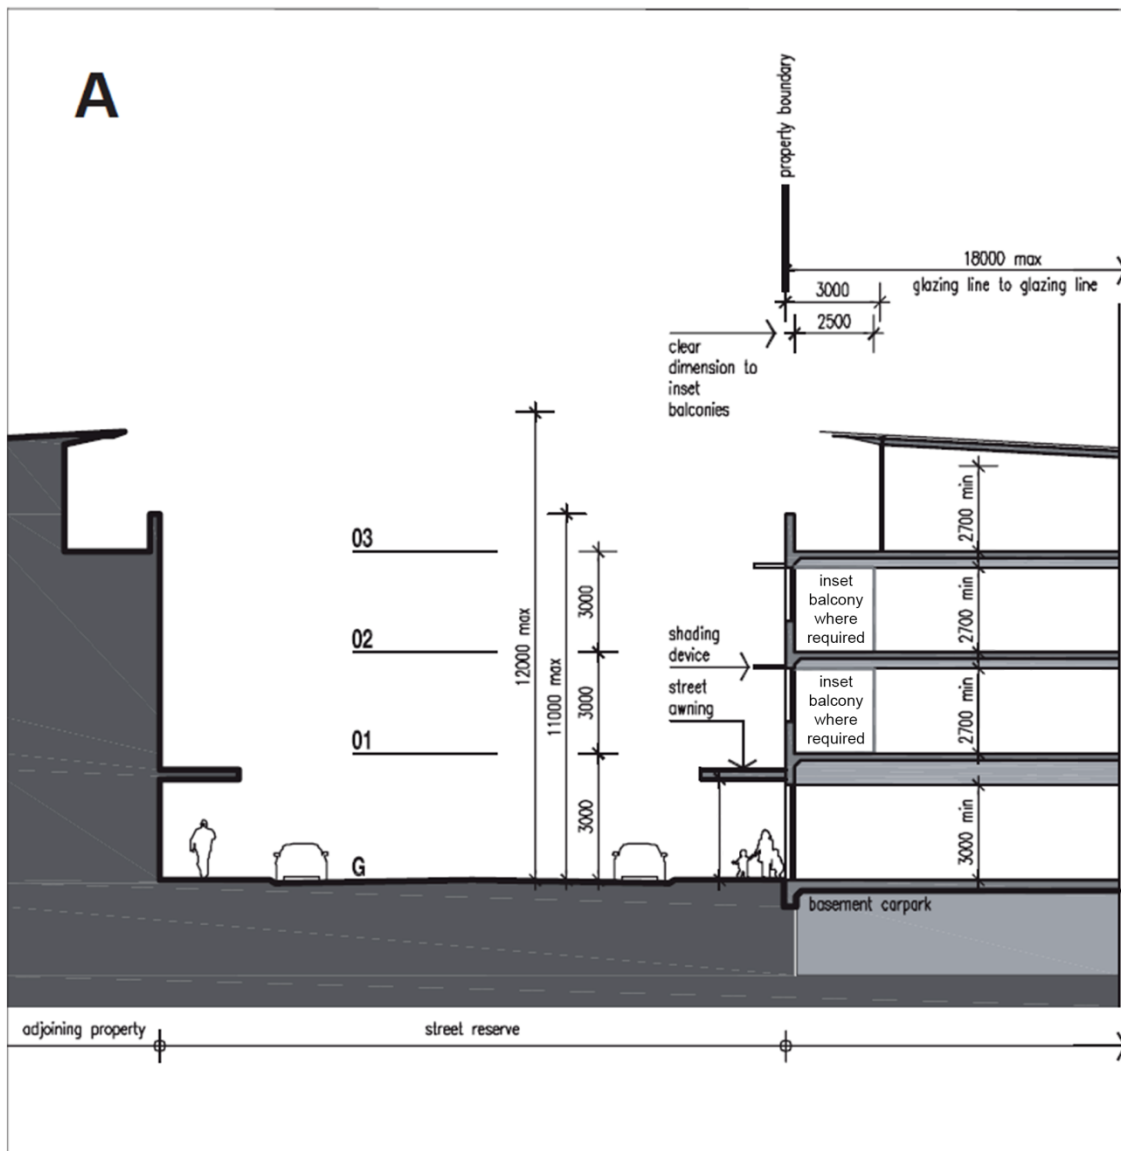 A
property boundary
18000 max
glazing line to glazing line
3000
2500
clear
dimension to
inset
balconies
03
02
01
G
12000 max
11000 max
3000
3000
3000
shading
device
street
awning
inset
balcony
where
required
inset
balcony
where
required
2700 min
2700 min
2700 min
3000 min
basement carpark
adjoining property
street reserve